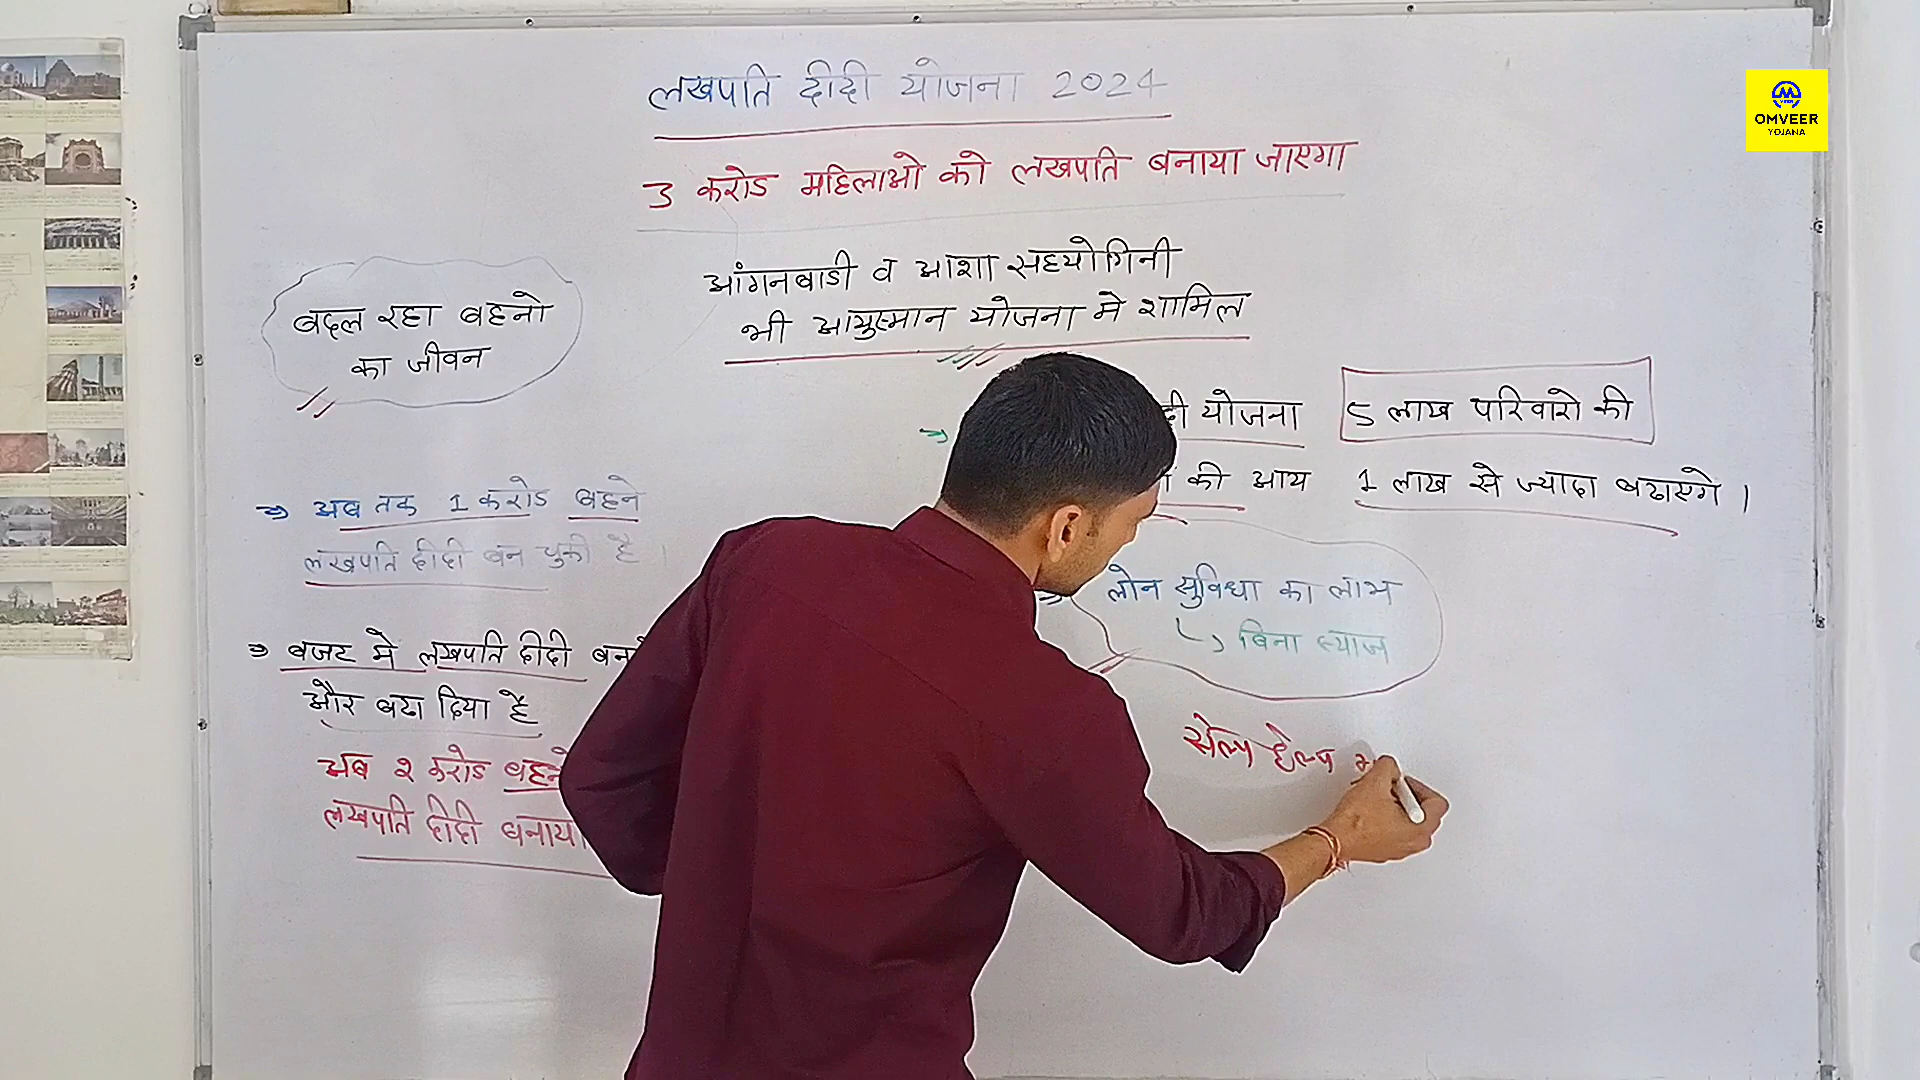 लखपति दीदी योजना 2024
3 करोड महिलाओ को लखपति बनाया जाएगा
आंगनबाडी व आशा सहयोगिनी
भी आयुस्मान योजना मे शामिल
बदल रहा बहनो
का जीवन
दी योजना 5 लाख परिवारो की
की आय 1 लाख से ज्यादा बढाएगे ।
⇒ अब तक 1 करोड बहने
लखपति दीदी बन चुकी है ।
लोन सुविधा का लाभ
↳ बिना ब्याज
⇒ बजट मे लखपति दीदी
और बढा दिया है
अब 2 करोड बहने
लखपति दीदी बनाया
सेल्प हेल्प
OMVEER
YOJANA